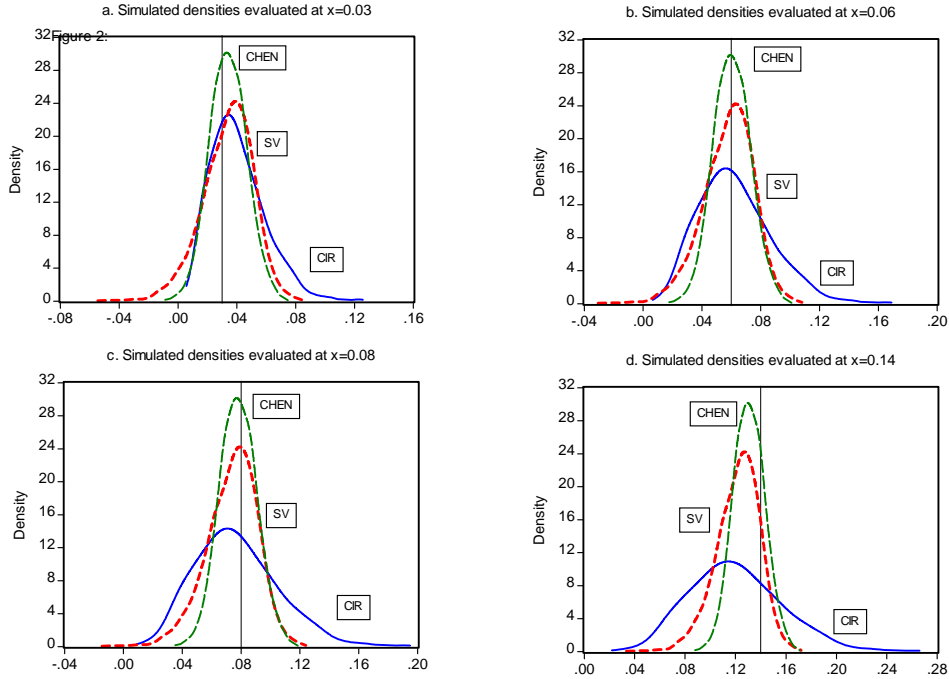 a. Simulated densities evaluated at x=0.03
Figure 2:
32
28
24
20
16
12
8
4
0
Density
CHEN
SV
CIR
-.08 -.04 .00 .04 .08 .12 .16
b. Simulated densities evaluated at x=0.06
32
28
24
20
16
12
8
4
0
Density
CHEN
SV
CIR
-.04 .00 .04 .08 .12 .16 .20
c. Simulated densities evaluated at x=0.08
32
28
24
20
16
12
8
4
0
Density
CHEN
SV
CIR
-.04 .00 .04 .08 .12 .16 .20
d. Simulated densities evaluated at x=0.14
32
28
24
20
16
12
8
4
0
Density
CHEN
SV
CIR
.00 .04 .08 .12 .16 .20 .24 .28